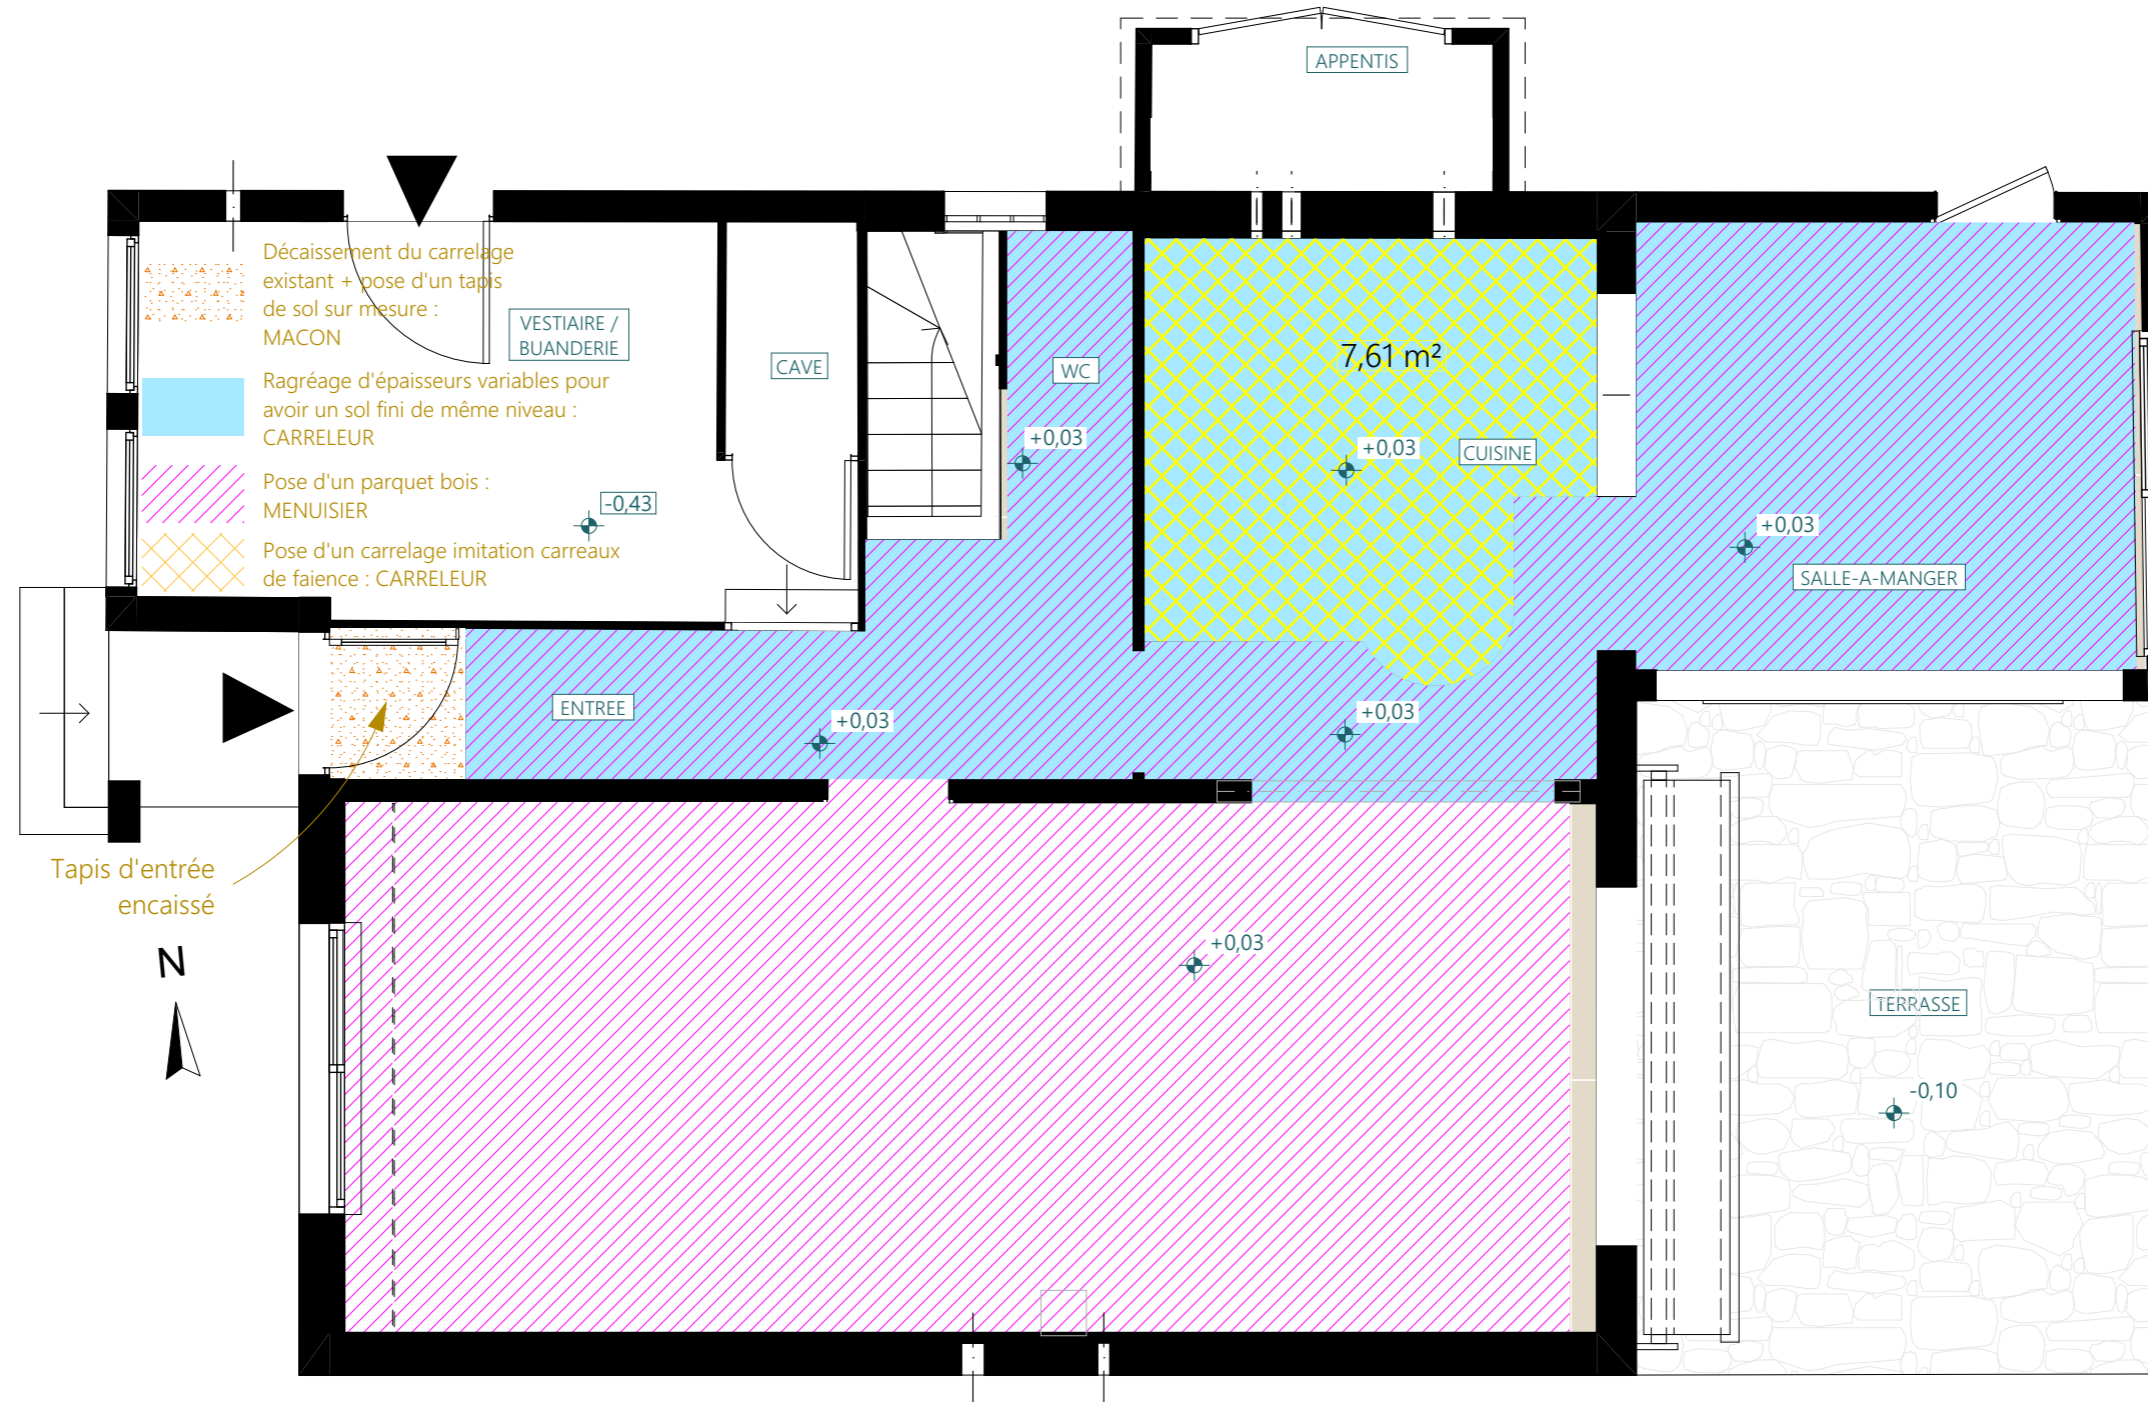 APPENTIS
Décaissement du carrelage
existant + pose d'un tapis
de sol sur mesure :
MACON
VESTIAIRE /
BUANDERIE
CAVE
WC
7,61 m²
Ragréage d'épaisseurs variables pour
avoir un sol fini de même niveau :
CARRELEUR
+0,03
+0,03
CUISINE
Pose d'un parquet bois :
MENUISIER
-0,43
+0,03
Pose d'un carrelage imitation carreaux
de faience : CARRELEUR
SALLE-A-MANGER
ENTREE
+0,03
+0,03
Tapis d'entrée
encaissé
N
+0,03
TERRASSE
-0,10